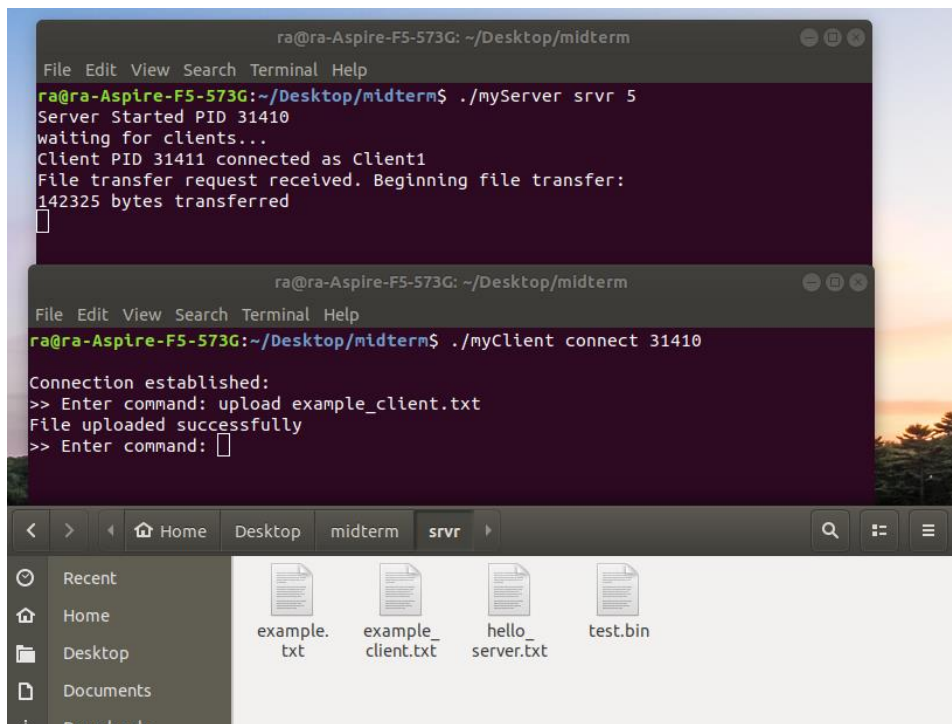 ra@ra-Aspire-F5-573G: ~/Desktop/midterm
File Edit View Search Terminal Help
ra@ra-Aspire-F5-573G:~/Desktop/midterm$ ./myServer srvr 5
Server Started PID 31410
waiting for clients...
Client PID 31411 connected as Client1
File transfer request received. Beginning file transfer:
142325 bytes transferred
ra@ra-Aspire-F5-573G: ~/Desktop/midterm
File Edit View Search Terminal Help
ra@ra-Aspire-F5-573G:~/Desktop/midterm$ ./myClient connect 31410
Connection established:
>> Enter command: upload example_client.txt
File uploaded successfully
>> Enter command:
Home Desktop midterm srvr
Recent
Home
Desktop
Documents
example.
txt
example_
client.txt
hello_
server.txt
test.bin